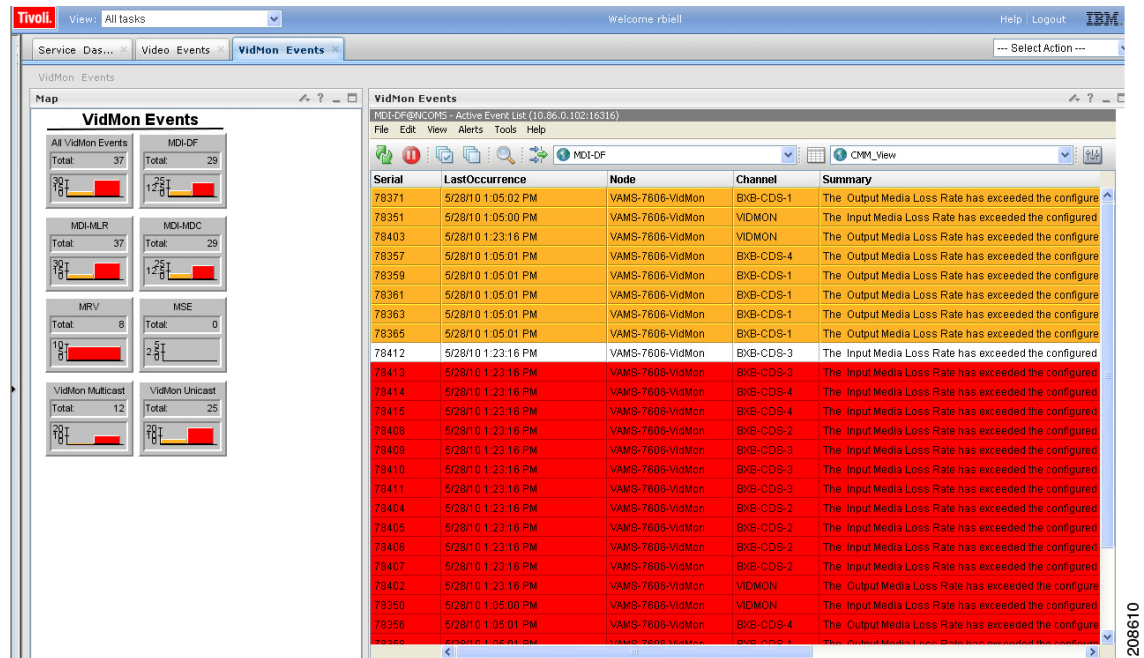 Tivoli. View: All tasks Welcome rbiell Help Logout IBM.
Service Das... Video Events VidMon Events --- Select Action ---
VidMon Events
Map
VidMon Events
All VidMon Events MDI-DF
Total: 37 Total: 29
MDI-MLR MDI-MDC
Total: 37 Total: 29
MRV MSE
Total: 8 Total: 0
VidMon Multicast VidMon Unicast
Total: 12 Total: 25
VidMon Events
MDI-DF@NCOMS - Active Event List (10.86.0.102:16316)
File Edit View Alerts Tools Help
MDI-DF CMM_View
Serial LastOccurrence Node Channel Summary
78371 5/28/10 1:05:02 PM VAMS-7606-VidMon BXB-CDS-1 The Output Media Loss Rate has exceeded the configure
78351 5/28/10 1:05:00 PM VAMS-7606-VidMon VIDMON The Input Media Loss Rate has exceeded the configured
78403 5/28/10 1:23:16 PM VAMS-7606-VidMon VIDMON The Output Media Loss Rate has exceeded the configure
78357 5/28/10 1:05:01 PM VAMS-7606-VidMon BXB-CDS-4 The Output Media Loss Rate has exceeded the configure
78359 5/28/10 1:05:01 PM VAMS-7606-VidMon BXB-CDS-1 The Output Media Loss Rate has exceeded the configure
78361 5/28/10 1:05:01 PM VAMS-7606-VidMon BXB-CDS-1 The Output Media Loss Rate has exceeded the configure
78363 5/28/10 1:05:01 PM VAMS-7606-VidMon BXB-CDS-1 The Output Media Loss Rate has exceeded the configure
78365 5/28/10 1:05:01 PM VAMS-7606-VidMon BXB-CDS-1 The Output Media Loss Rate has exceeded the configure
78412 5/28/10 1:23:16 PM VAMS-7606-VidMon BXB-CDS-3 The Input Media Loss Rate has exceeded the configured
78413 5/28/10 1:23:16 PM VAMS-7606-VidMon BXB-CDS-3 The Input Media Loss Rate has exceeded the configured
78414 5/28/10 1:23:16 PM VAMS-7606-VidMon BXB-CDS-4 The Input Media Loss Rate has exceeded the configured
78415 5/28/10 1:23:16 PM VAMS-7606-VidMon BXB-CDS-4 The Input Media Loss Rate has exceeded the configured
78408 5/28/10 1:23:16 PM VAMS-7606-VidMon BXB-CDS-2 The Input Media Loss Rate has exceeded the configured
78409 5/28/10 1:23:16 PM VAMS-7606-VidMon BXB-CDS-3 The Input Media Loss Rate has exceeded the configured
78410 5/28/10 1:23:16 PM VAMS-7606-VidMon BXB-CDS-3 The Input Media Loss Rate has exceeded the configured
78411 5/28/10 1:23:16 PM VAMS-7606-VidMon BXB-CDS-3 The Input Media Loss Rate has exceeded the configured
78404 5/28/10 1:23:16 PM VAMS-7606-VidMon BXB-CDS-2 The Input Media Loss Rate has exceeded the configured
78405 5/28/10 1:23:16 PM VAMS-7606-VidMon BXB-CDS-2 The Input Media Loss Rate has exceeded the configured
78406 5/28/10 1:23:16 PM VAMS-7606-VidMon BXB-CDS-2 The Input Media Loss Rate has exceeded the configured
78407 5/28/10 1:23:16 PM VAMS-7606-VidMon BXB-CDS-2 The Input Media Loss Rate has exceeded the configured
78402 5/28/10 1:23:16 PM VAMS-7606-VidMon VIDMON The Output Media Loss Rate has exceeded the configure
78350 5/28/10 1:05:00 PM VAMS-7606-VidMon VIDMON The Input Media Loss Rate has exceeded the configured
78356 5/28/10 1:05:01 PM VAMS-7606-VidMon BXB-CDS-4 The Output Media Loss Rate has exceeded the configure
5/28/10 1:05:01 PM VAMS-7606-VidMon BXB-CDS-1 The Output Media Loss Rate has exceeded the configure
208610